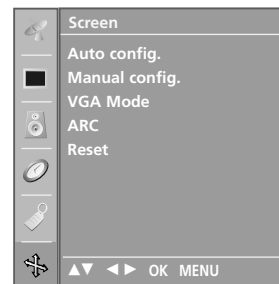 Screen
Auto config.
Manual config.
VGA Mode
ARC
Reset
▲▼ ◄► OK MENU